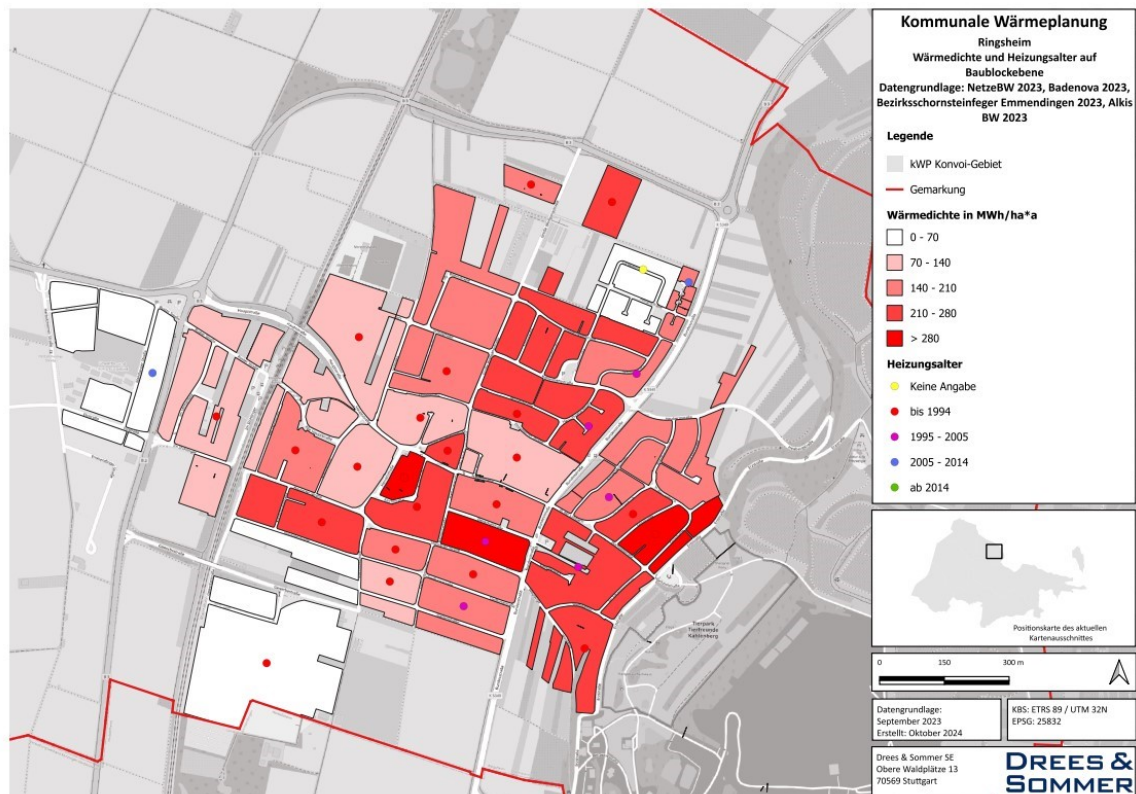 Kommunale Wärmeplanung
Ringsheim
Wärmedichte und Heizungsalter auf
Baublockebene
Datengrundlage: NetzeBW 2023, Badenova 2023,
Bezirksschornsteinfeger Emmendingen 2023, Alkis
BW 2023
Legende
kWP Konvoi-Gebiet
Gemarkung
Wärmedichte in MWh/ha*a
0 - 70
70 - 140
140 - 210
210 - 280
> 280
Heizungsalter
Keine Angabe
bis 1994
1995 - 2005
2005 - 2014
ab 2014
Positionskarte des aktuellen
Kartenausschnittes
0 150 300 m
Datengrundlage:
September 2023
Erstellt: Oktober 2024
KBS: ETRS 89 / UTM 32N
EPSG: 25832
Drees & Sommer SE
Obere Waldplätze 13
70569 Stuttgart
DREES &
SOMMER
Tierpark